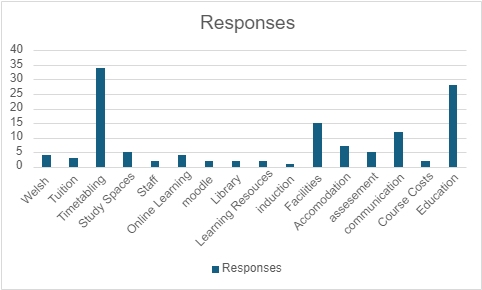 Responses
40
35
30
25
20
15
10
5
0
Welsh
Tuition
Timetabling
Study Spaces
Staff
Online Learning
moodle
Library
Learning Resouces
induction
Facilities
Accomodation
assesement
communication
Course Costs
Education
Responses